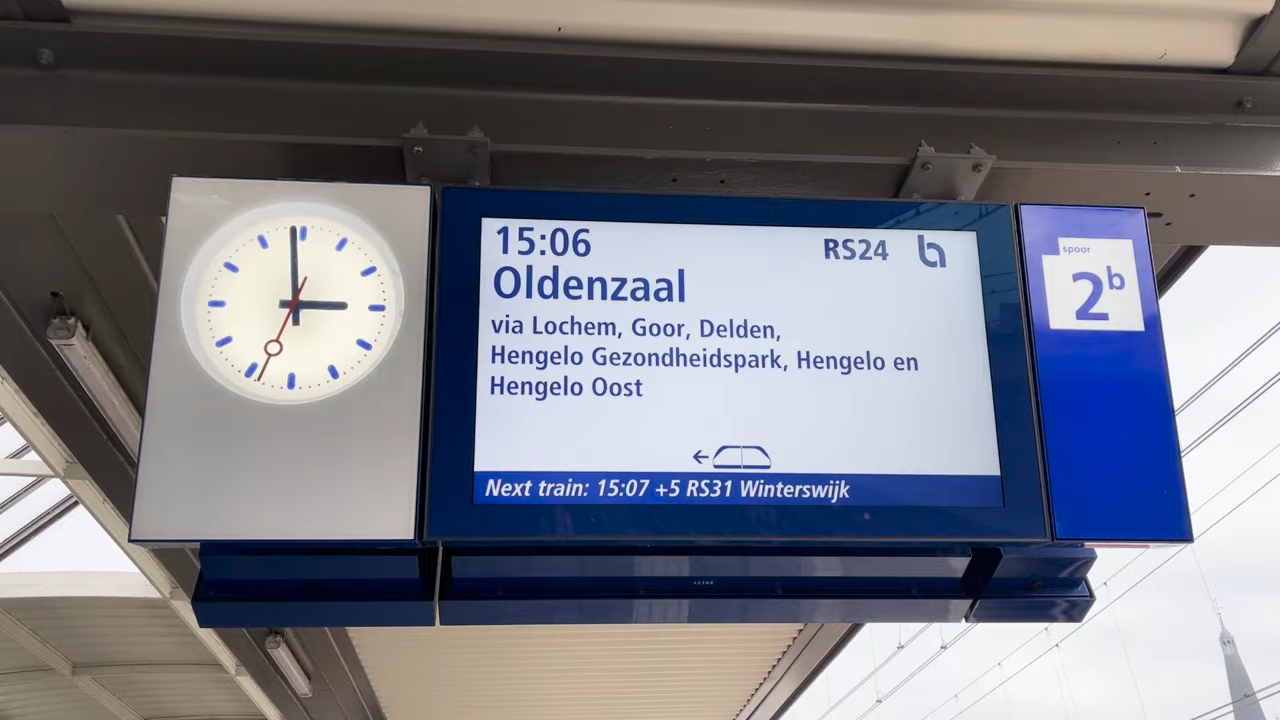 15:06 RS24
Oldenzaal
via Lochem, Goor, Delden,
Hengelo Gezondheidspark, Hengelo en
Hengelo Oost
Next train: 15:07 +5 RS31 Winterswijk
spoor
2b